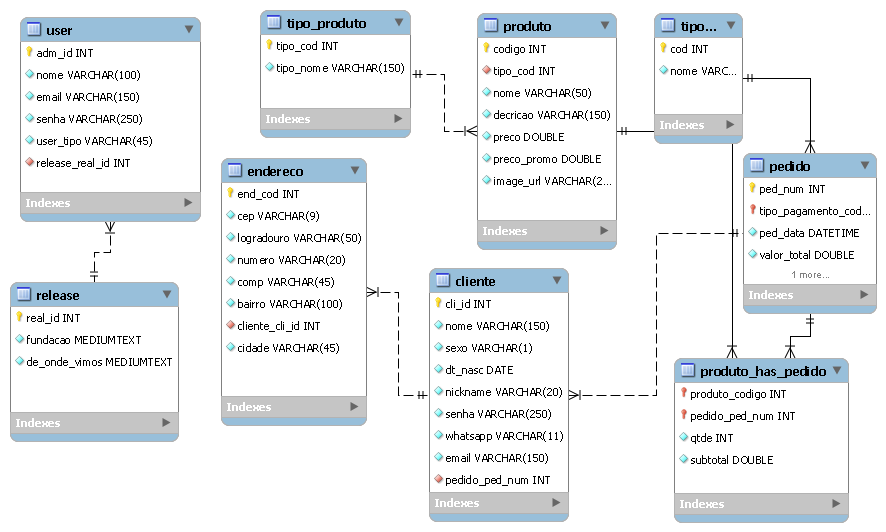 user
adm_id INT
nome VARCHAR(100)
email VARCHAR(150)
senha VARCHAR(250)
user_tipo VARCHAR(45)
release_real_id INT
Indexes
tipo_produto
tipo_cod INT
tipo_nome VARCHAR(150)
Indexes
produto
codigo INT
tipo_cod INT
nome VARCHAR(50)
decricao VARCHAR(150)
preco DOUBLE
preco_promo DOUBLE
image_url VARCHAR(2...
Indexes
tipo...
cod INT
nome VARC...
Indexes
pedido
ped_num INT
tipo_pagamento_cod...
ped_data DATETIME
valor_total DOUBLE
1 more...
Indexes
endereco
end_cod INT
cep VARCHAR(9)
logradouro VARCHAR(50)
numero VARCHAR(20)
comp VARCHAR(45)
bairro VARCHAR(100)
cliente_cli_id INT
cidade VARCHAR(45)
Indexes
release
real_id INT
fundacao MEDIUMTEXT
de_onde_vimos MEDIUMTEXT
Indexes
cliente
cli_id INT
nome VARCHAR(150)
sexo VARCHAR(1)
dt_nasc DATE
nickname VARCHAR(20)
senha VARCHAR(250)
whatsapp VARCHAR(11)
email VARCHAR(150)
pedido_ped_num INT
Indexes
produto_has_pedido
produto_codigo INT
pedido_ped_num INT
qtde INT
subtotal DOUBLE
Indexes